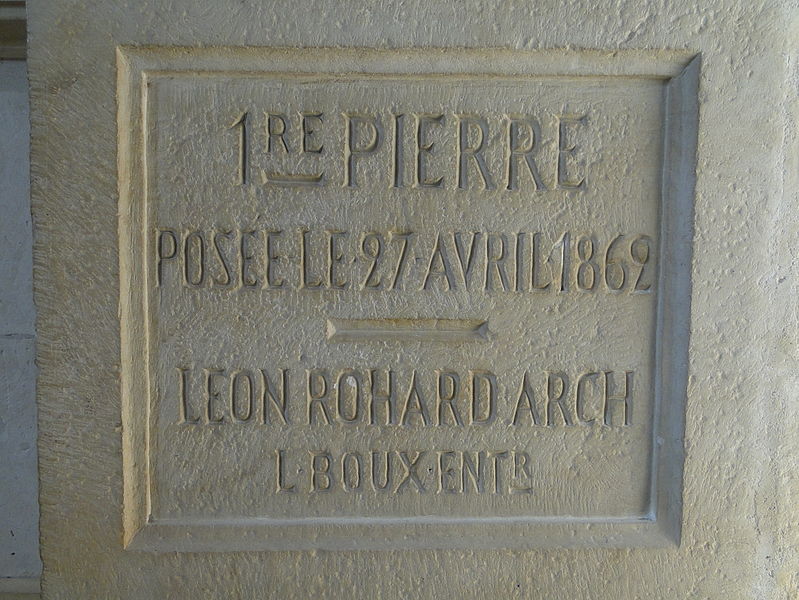 1RE PIERRE
POSÉE·LE·27·AVRIL·1862
LEON ROHARD ARCH
L·BOUX·ENTR